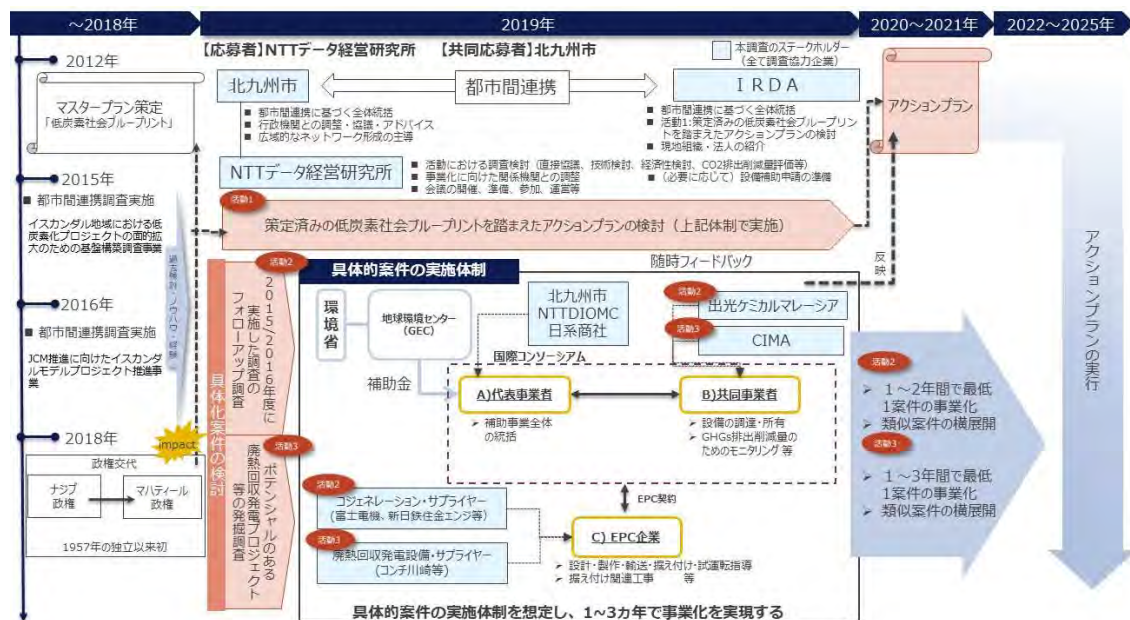 ～2018年
2019年
2020～2021年
2022～2025年
【応募者】NTTデータ経営研究所
【共同応募者】北九州市
本調査のステークホルダー
（全て調査協力企業）
2012年
マスタープラン策定
「低炭素社会ブループリント」
北九州市
都市間連携
IRDA
■ 都市間連携に基づく全体統括
■ 行政機関との調整・協議・アドバイス
■ 広域的なネットワーク形成の主導
■ 都市間連携に基づく全体統括
■ 活動1:策定済みの低炭素社会ブループリン
トを踏まえたアクションプランの検討
■ 現地組織・法人の紹介
アクションプラン
NTTデータ経営研究所
■ 活動における調査検討（直接協議、技術検討、経済性検討、CO2排出削減量評価等）
■ 事業化に向けた関係機関との調整
■（必要に応じて）設備補助申請の準備
■ 会議の開催、準備、参加、運営等
2015年
■ 都市間連携調査実施
イスカンダル地域における低
炭素化プロジェクトの面的拡
大のための基盤構築調査事業
活動1
策定済みの低炭素社会ブループリントを踏まえたアクションプランの検討（上記体制で実施）
反映
2016年
■ 都市間連携調査実施
JCM推進に向けたイスカンダ
ルモデルプロジェクト推進事
業
具体化案件の検討
活動2
2015/2016年度に
実施した調査の
フォローアップ調査
活動3
ポテンシャルのある
廃熱回収発電プロジェクト
等の発掘調査
具体的案件の実施体制
随時フィードバック
環境省
地球環境センター
(GEC)
北九州市
NTTDIOMC
日系商社
活動2
出光ケミカルマレーシア
活動3
CIMA
国際コンソーシアム
補助金
A)代表事業者
B)共同事業者
➢ 補助事業全体
の統括
➢ 設備の調達・所有
➢ GHGs排出削減量の
ためのモニタリング 等
2018年
impact
政権交代
ナジブ
政権
マハティール
政権
1957年の独立以来初
活動2
コジェネレーション・サプライヤー
(富士電機、新日鉄住金エンジ等)
活動3
廃熱回収発電設備・サプライヤー
(コンチ川崎等)
EPC契約
C) EPC企業
➢ 設計・製作・輸送・据え付け・試運転指導
➢ 据え付け関連工事 等
具体的案件の実施体制を想定し、1~3カ年で事業化を実現する
活動2
➢ １～2年間で最低
1案件の事業化
➢ 類似案件の横展開
活動3
➢ １～3年間で最低
1案件の事業化
➢ 類似案件の横展開
アクションプランの実行